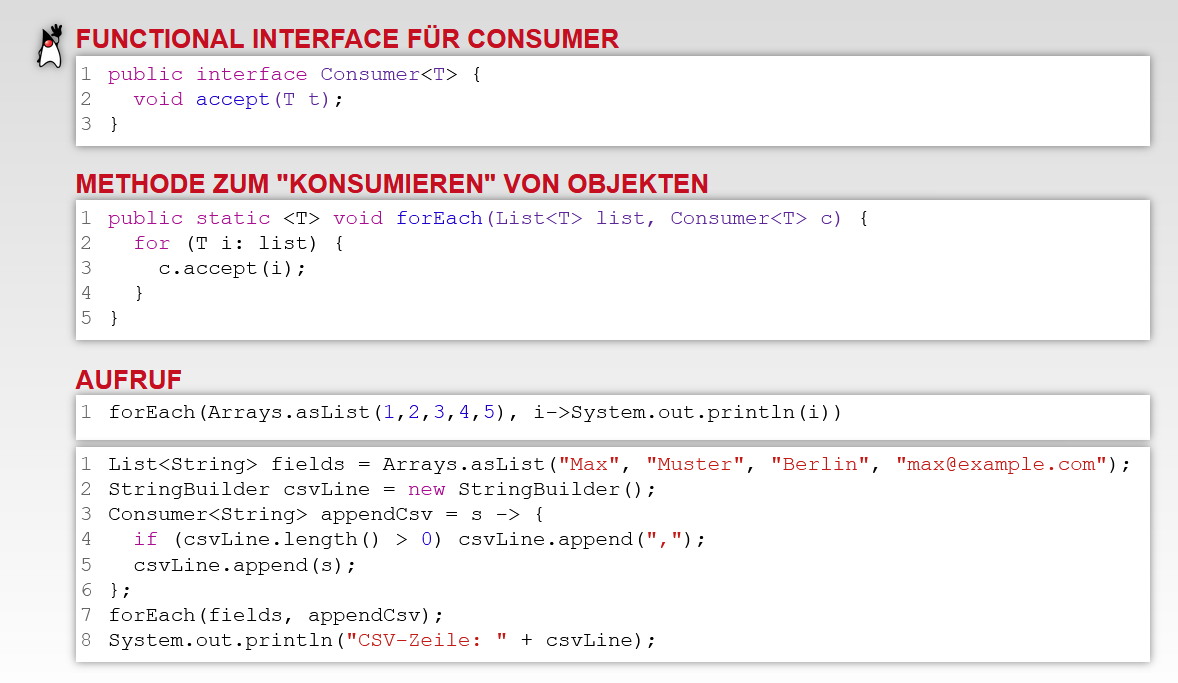 FUNCTIONAL INTERFACE FÜR CONSUMER
1 public interface Consumer<T> {
2   void accept(T t);
3 }
METHODE ZUM "KONSUMIEREN" VON OBJEKTEN
1 public static <T> void forEach(List<T> list, Consumer<T> c) {
2   for (T i: list) {
3     c.accept(i);
4   }
5 }
AUFRUF
1 forEach(Arrays.asList(1,2,3,4,5), i->System.out.println(i))
1 List<String> fields = Arrays.asList("Max", "Muster", "Berlin", "max@example.com");
2 StringBuilder csvLine = new StringBuilder();
3 Consumer<String> appendCsv = s -> {
4   if (csvLine.length() > 0) csvLine.append(",");
5   csvLine.append(s);
6 };
7 forEach(fields, appendCsv);
8 System.out.println("CSV-Zeile: " + csvLine);